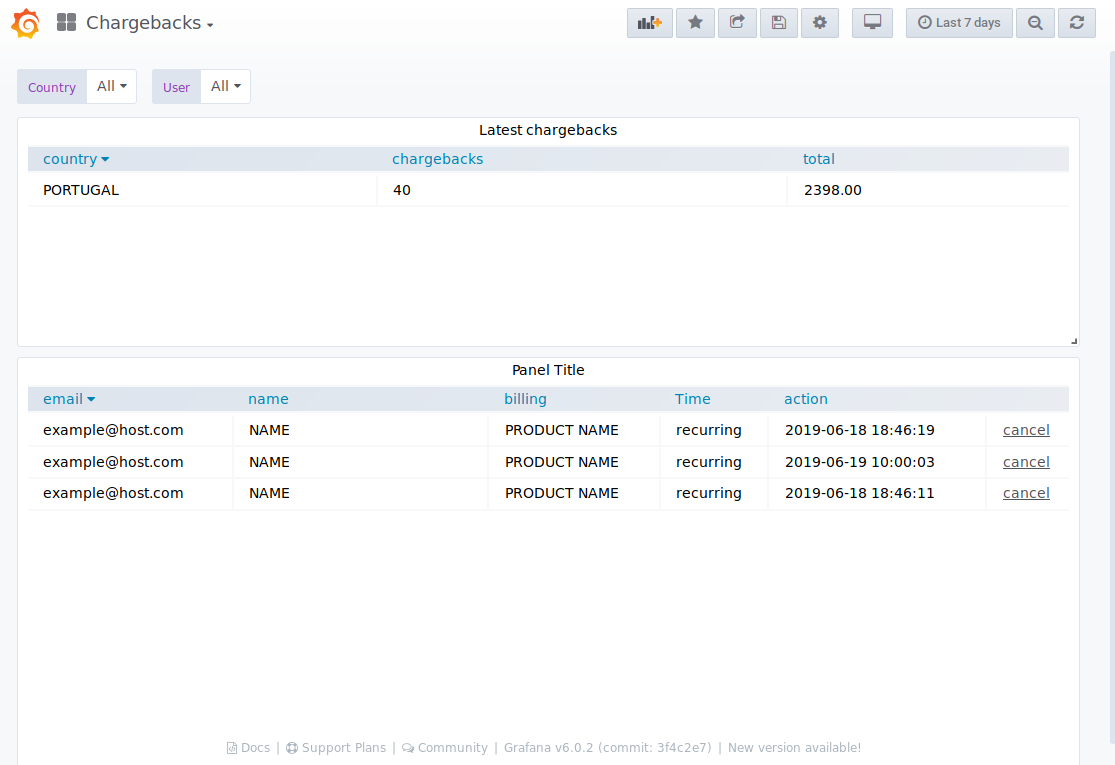 Chargebacks
Last 7 days
Country All User All
Latest chargebacks
country chargebacks total
PORTUGAL 40 2398.00
Panel Title
email name billing Time action
example@host.com NAME PRODUCT NAME recurring 2019-06-18 18:46:19 cancel
example@host.com NAME PRODUCT NAME recurring 2019-06-19 10:00:03 cancel
example@host.com NAME PRODUCT NAME recurring 2019-06-18 18:46:11 cancel
Docs | Support Plans | Community | Grafana v6.0.2 (commit: 3f4c2e7) | New version available!